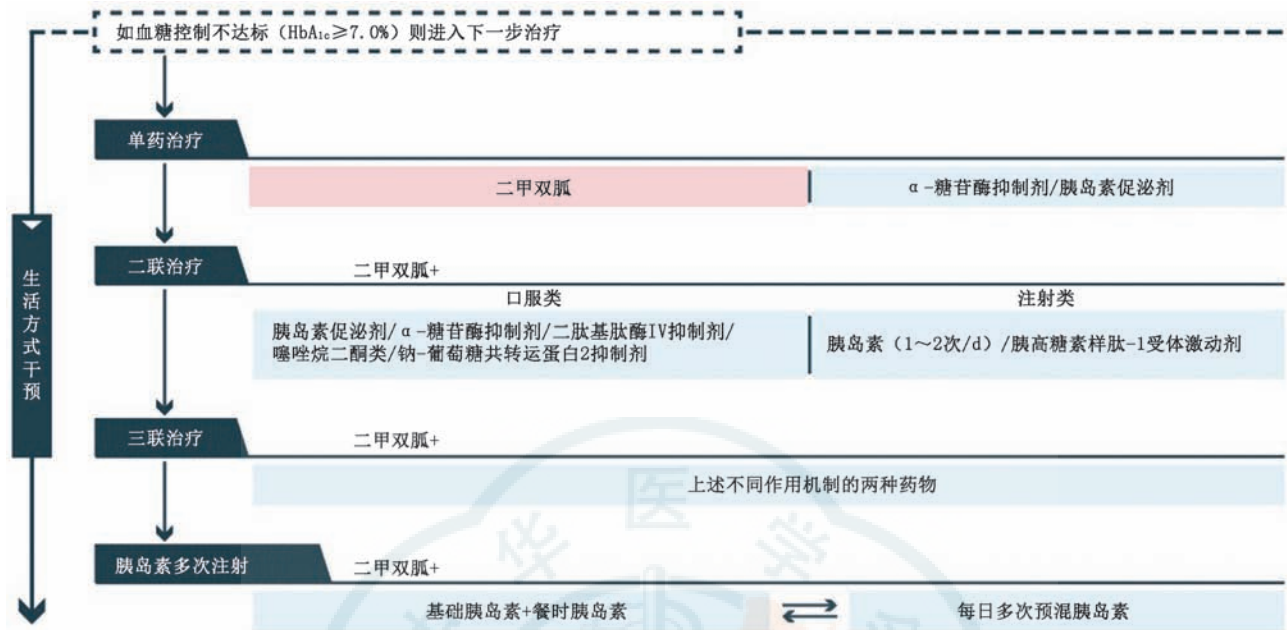 如血糖控制不达标（HbA₁c≥7.0%）则进入下一步治疗
单药治疗
二甲双胍
α-糖苷酶抑制剂/胰岛素促泌剂
生活方式干预
二联治疗
二甲双胍+
口服类
注射类
胰岛素促泌剂/α-糖苷酶抑制剂/二肽基肽酶IV抑制剂/
噻唑烷二酮类/钠-葡萄糖共转运蛋白2抑制剂
胰岛素（1～2次/d）/胰高糖素样肽-1受体激动剂
三联治疗
二甲双胍+
上述不同作用机制的两种药物
胰岛素多次注射
二甲双胍+
基础胰岛素+餐时胰岛素
每日多次预混胰岛素
华医学